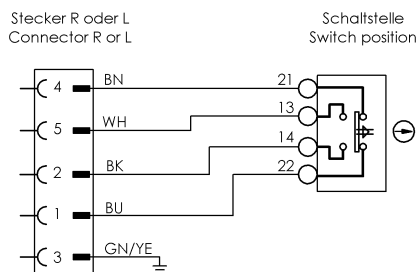 Stecker R oder L
Connector R or L
Schaltstelle
Switch position
4 BN 21
5 WH 13
2 BK 14
1 BU 22
3 GN/YE